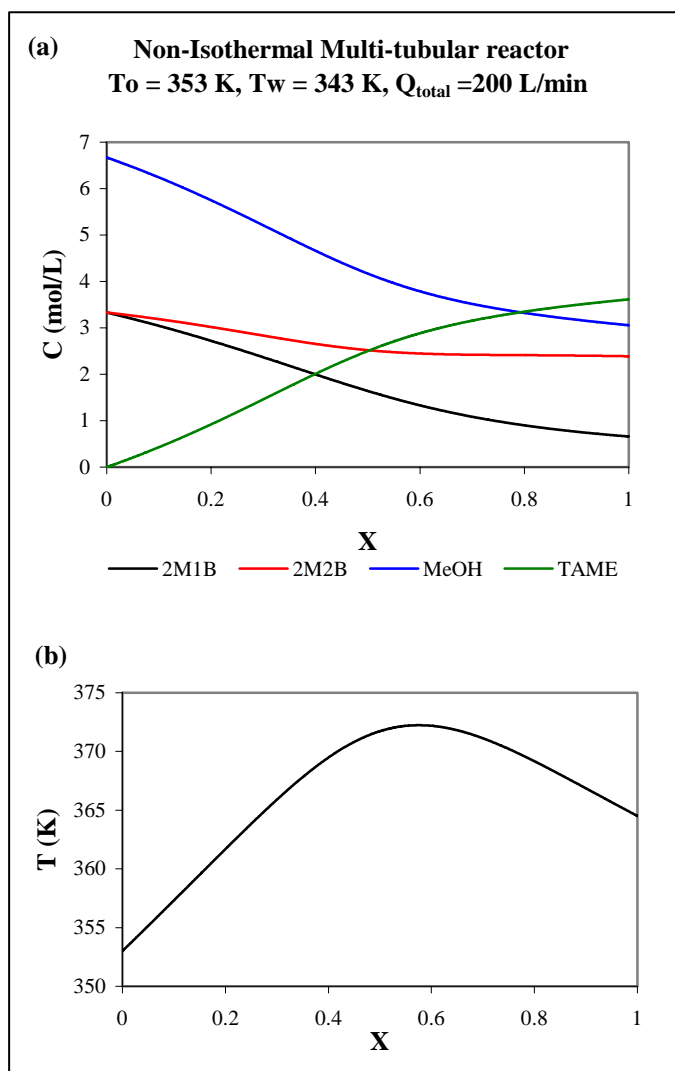 (a) Non-Isothermal Multi-tubular reactor
To = 353 K, Tw = 343 K, Qtotal =200 L/min
7
6
5
4
3
2
1
0
C (mol/L)
0 0.2 0.4 0.6 0.8 1
X
2M1B 2M2B MeOH TAME
(b)
375
370
365
360
355
350
T (K)
0 0.2 0.4 0.6 0.8 1
X